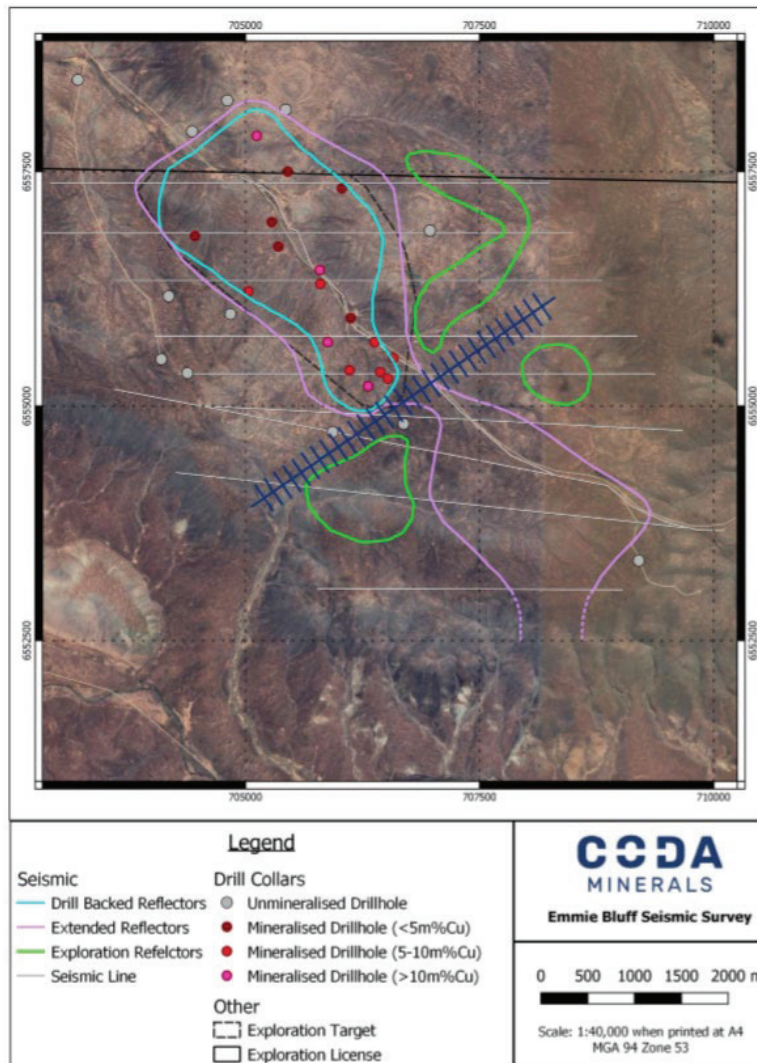 705000 707500 710000
6557500 6557500
6555000 6555000
6552500 6552500
705000 707500 710000
Legend
Seismic
Drill Backed Reflectors
Extended Reflectors
Exploration Refelctors
Seismic Line
Drill Collars
Unmineralised Drillhole
Mineralised Drillhole (<5m%Cu)
Mineralised Drillhole (5-10m%Cu)
Mineralised Drillhole (>10m%Cu)
Other
Exploration Target
Exploration License
CODA
MINERALS
Emmie Bluff Seismic Survey
0 500 1000 1500 2000 m
Scale: 1:40,000 when printed at A4
MGA 94 Zone 53